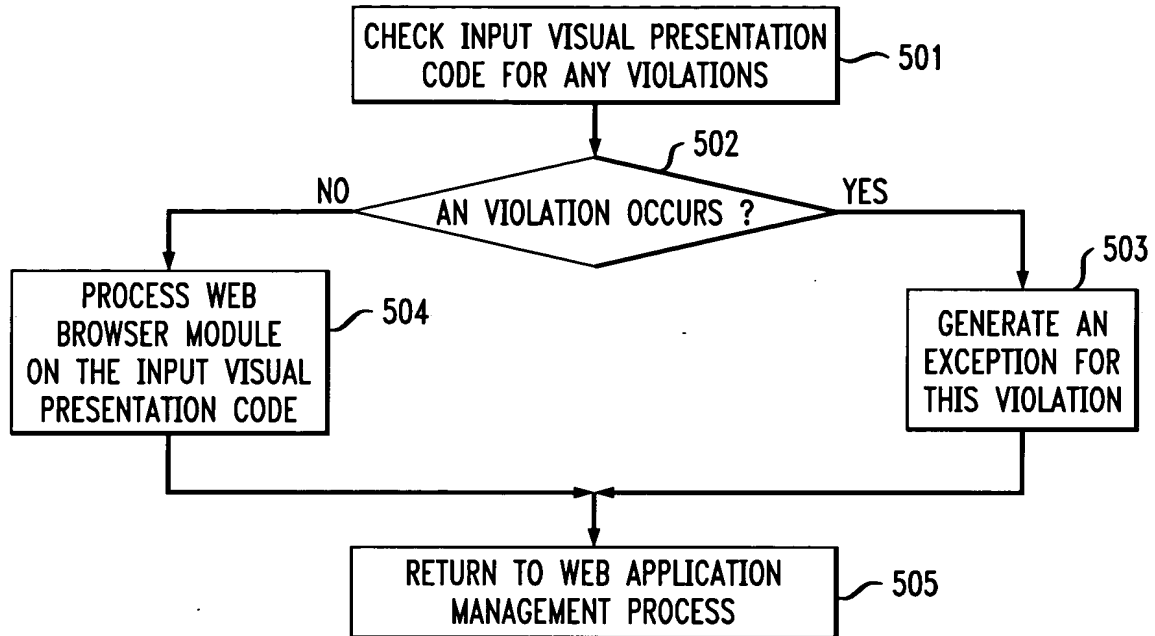 CHECK INPUT VISUAL PRESENTATION
CODE FOR ANY VIOLATIONS
501
502
NO
AN VIOLATION OCCURS ?
YES
503
PROCESS WEB
BROWSER MODULE
ON THE INPUT VISUAL
PRESENTATION CODE
504
GENERATE AN
EXCEPTION FOR
THIS VIOLATION
RETURN TO WEB APPLICATION
MANAGEMENT PROCESS
505